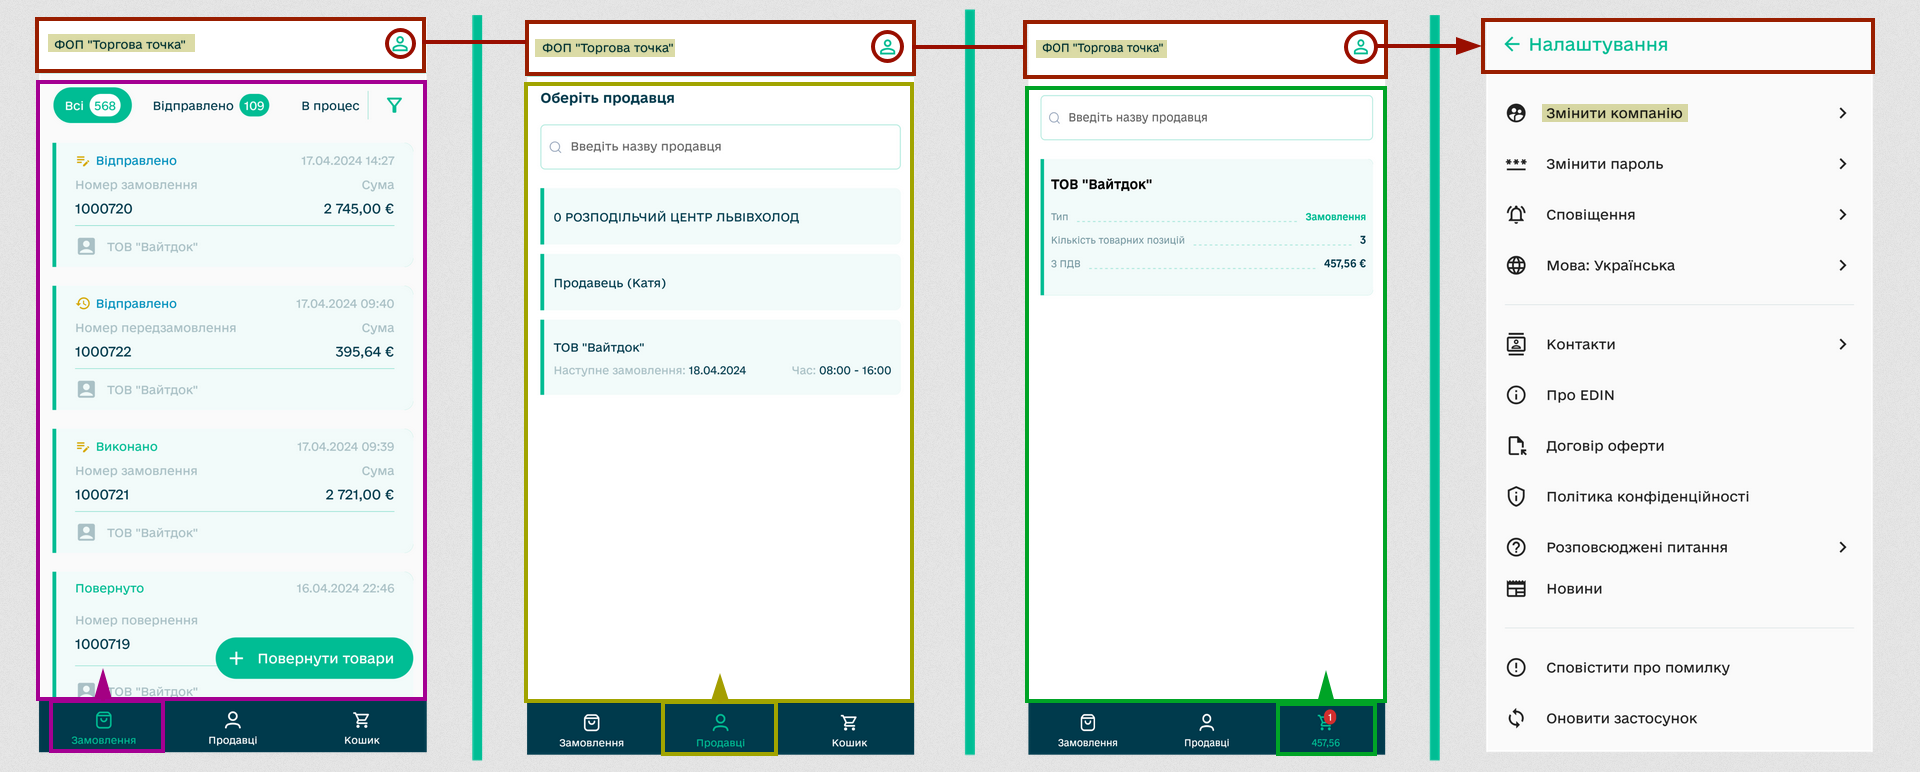 ФОП "Торгова точка"
Всі 568 Відправлено 109 В процес
Відправлено 17.04.2024 14:27
Номер замовлення Сума
1000720 2 745,00 €
ТОВ "Вайтдок"
Відправлено 17.04.2024 09:40
Номер передзамовлення Сума
1000722 395,64 €
ТОВ "Вайтдок"
Виконано 17.04.2024 09:39
Номер замовлення Сума
1000721 2 721,00 €
ТОВ "Вайтдок"
Повернуто 16.04.2024 22:46
Номер повернення
1000719
+ Повернути товари
ТОВ "Вайтдок"
Замовлення Продавці Кошик
ФОП "Торгова точка"
Оберіть продавця
Введіть назву продавця
0 РОЗПОДІЛЬЧИЙ ЦЕНТР ЛЬВІВХОЛОД
Продавець (Катя)
ТОВ "Вайтдок"
Наступне замовлення: 18.04.2024 Час: 08:00 - 16:00
Замовлення Продавці Кошик
ФОП "Торгова точка"
Введіть назву продавця
ТОВ "Вайтдок"
Тип Замовлення
Кількість товарних позицій 3
З ПДВ 457,56 €
1
Замовлення Продавці 457,56
Налаштування
Змінити компанію
Змінити пароль
Сповіщення
Мова: Українська
Контакти
Про EDIN
Договір оферти
Політика конфіденційності
Розповсюджені питання
Новини
Сповістити про помилку
Оновити застосунок